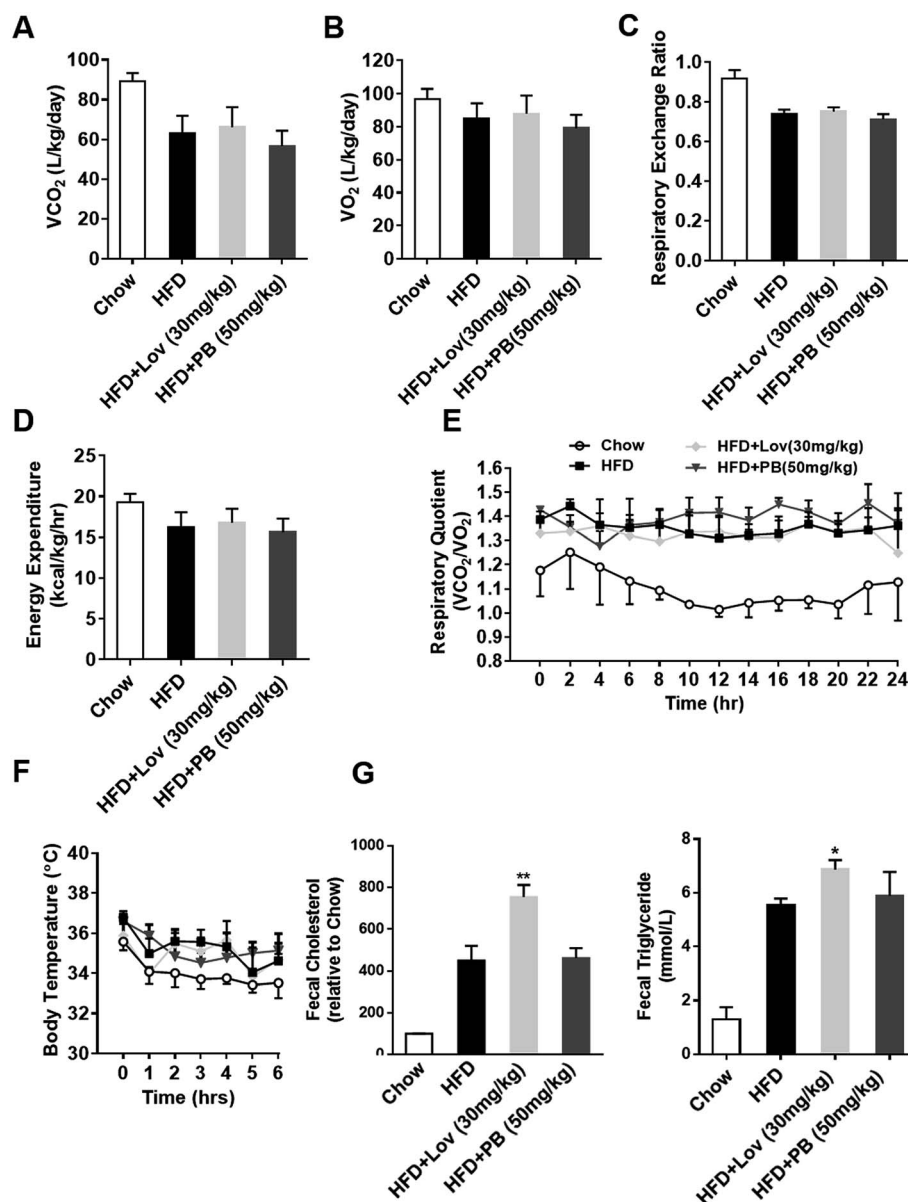 A
VCO2 (L/kg/day)
100
80
60
40
20
0
Chow
HFD
HFD+Lov (30mg/kg)
HFD+PB (50mg/kg)
B
VO2 (L/kg/day)
120
100
80
60
40
20
0
Chow
HFD
HFD+Lov(30mg/kg)
HFD+PB(50mg/kg)
C
Respiratory Exchange Ratio
1.0
0.8
0.6
0.4
0.2
0.0
Chow
HFD
HFD+Lov (30mg/kg)
HFD+PB (50mg/kg)
D
Energy Expenditure
(kcal/kg/hr)
25
20
15
10
5
0
Chow
HFD
HFD+Lov (30mg/kg)
HFD+PB (50mg/kg)
E
Chow
HFD
HFD+Lov(30mg/kg)
HFD+PB(50mg/kg)
Respiratory Quotient
(VCO2/VO2)
1.6
1.5
1.4
1.3
1.2
1.1
1.0
0.9
0.8
0 2 4 6 8 10 12 14 16 18 20 22 24
Time (hr)
F
Body Temperature (°C)
40
38
36
34
32
30
0 1 2 3 4 5 6
Time (hrs)
G
Fecal Cholesterol
(relative to Chow)
1000
800
600
400
200
0
**
Chow
HFD
HFD+Lov (30mg/kg)
HFD+PB (50mg/kg)
Fecal Triglyceride
(mmol/L)
8
6
4
2
0
*
Chow
HFD
HFD+Lov (30mg/kg)
HFD+PB (50mg/kg)